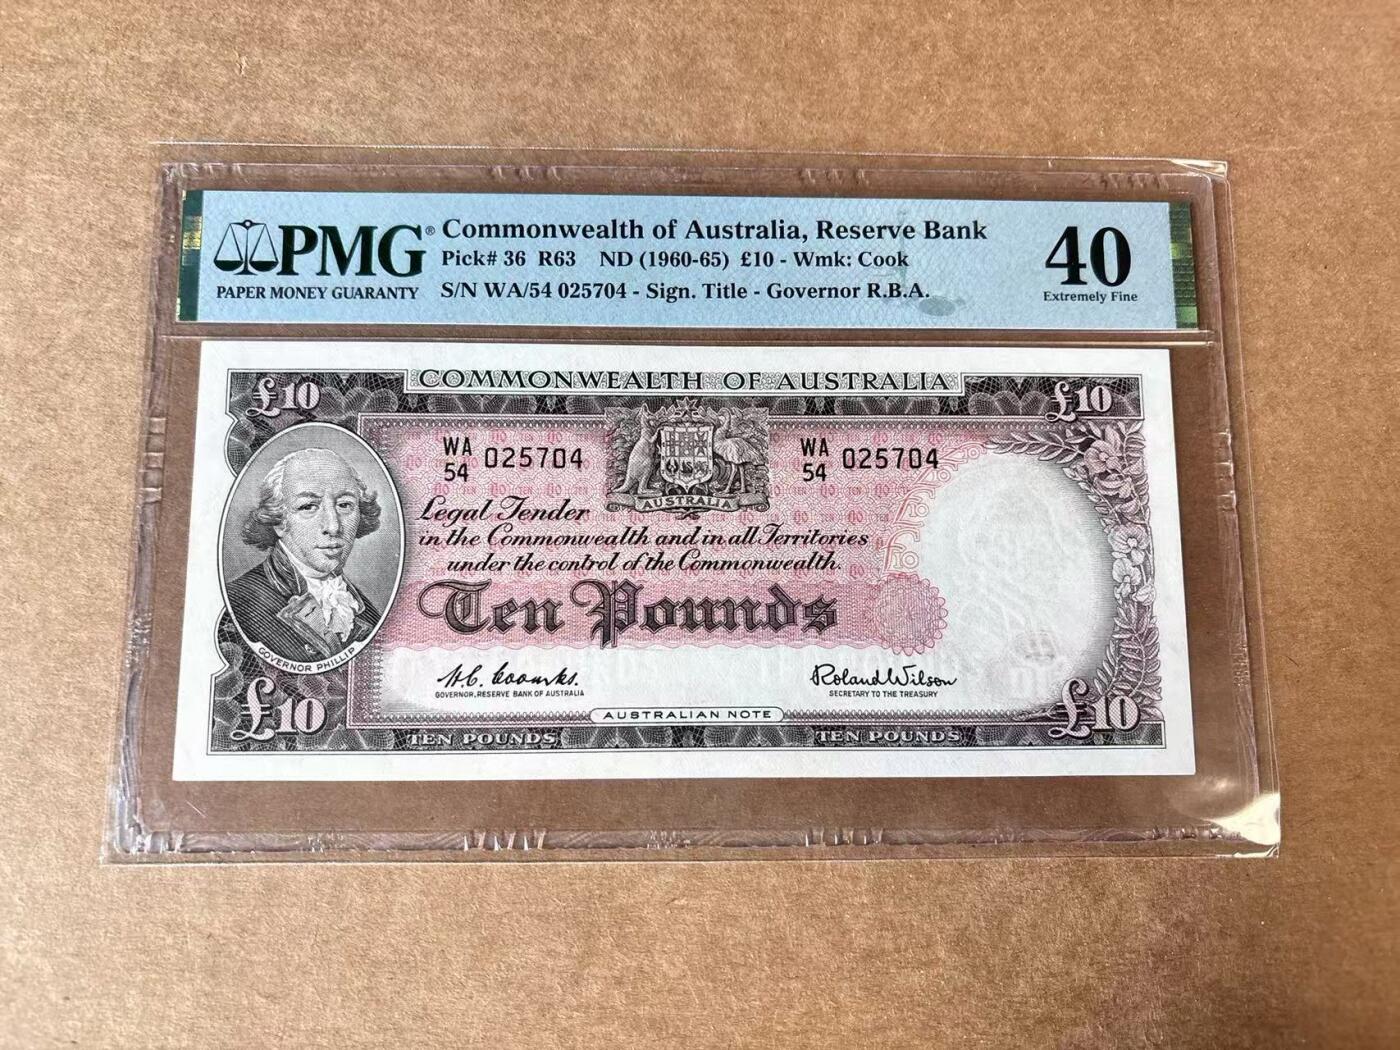 PMG®
PAPER MONEY GUARANTY
Commonwealth of Australia, Reserve Bank
Pick# 36 R63 ND (1960-65) £10 - Wmk: Cook
S/N WA/54 025704 - Sign. Title - Governor R.B.A.
40
Extremely Fine
£10 COMMONWEALTH OF AUSTRALIA £10
WA 54 025704
WA 54 025704
AUSTRALIA
Legal Tender
in the Commonwealth and in all Territories
under the control of the Commonwealth.
Ten Pounds
GOVERNOR PHILLIP
H.C. Coombs.
GOVERNOR, RESERVE BANK OF AUSTRALIA
Roland Wilson
SECRETARY TO THE TREASURY
£10 AUSTRALIAN NOTE £10
TEN POUNDS TEN POUNDS